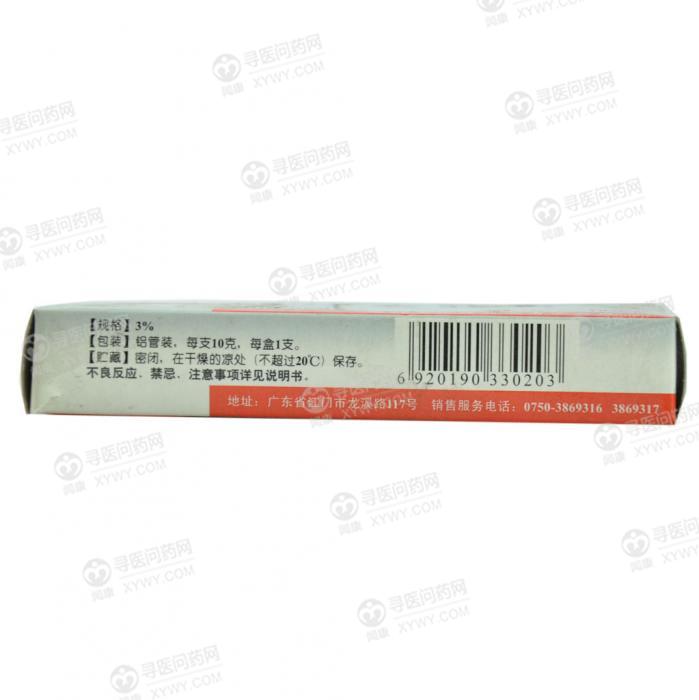 寻医问药网
闻康 XYWY.COM
【规格】3%
【包装】铝管装，每支10克，每盒1支。
【贮藏】密闭，在干燥的凉处（不超过20℃）保存。
不良反应、禁忌、注意事项详见说明书.
6 920190 330203
地址：广东省江门市龙溪路117号 销售服务电话：0750-3869316 3869317